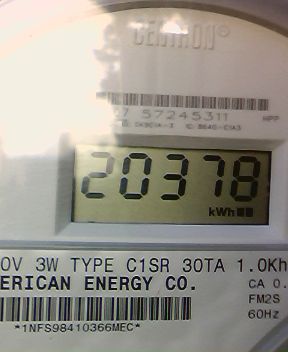 CENTRON®
57245311 HPP
20378
kWh
0V 3W TYPE C1SR 30TA 1.0Kh
ERICAN ENERGY CO.
CA 0.
FM2S
60Hz
*1NFS98410366MEC*